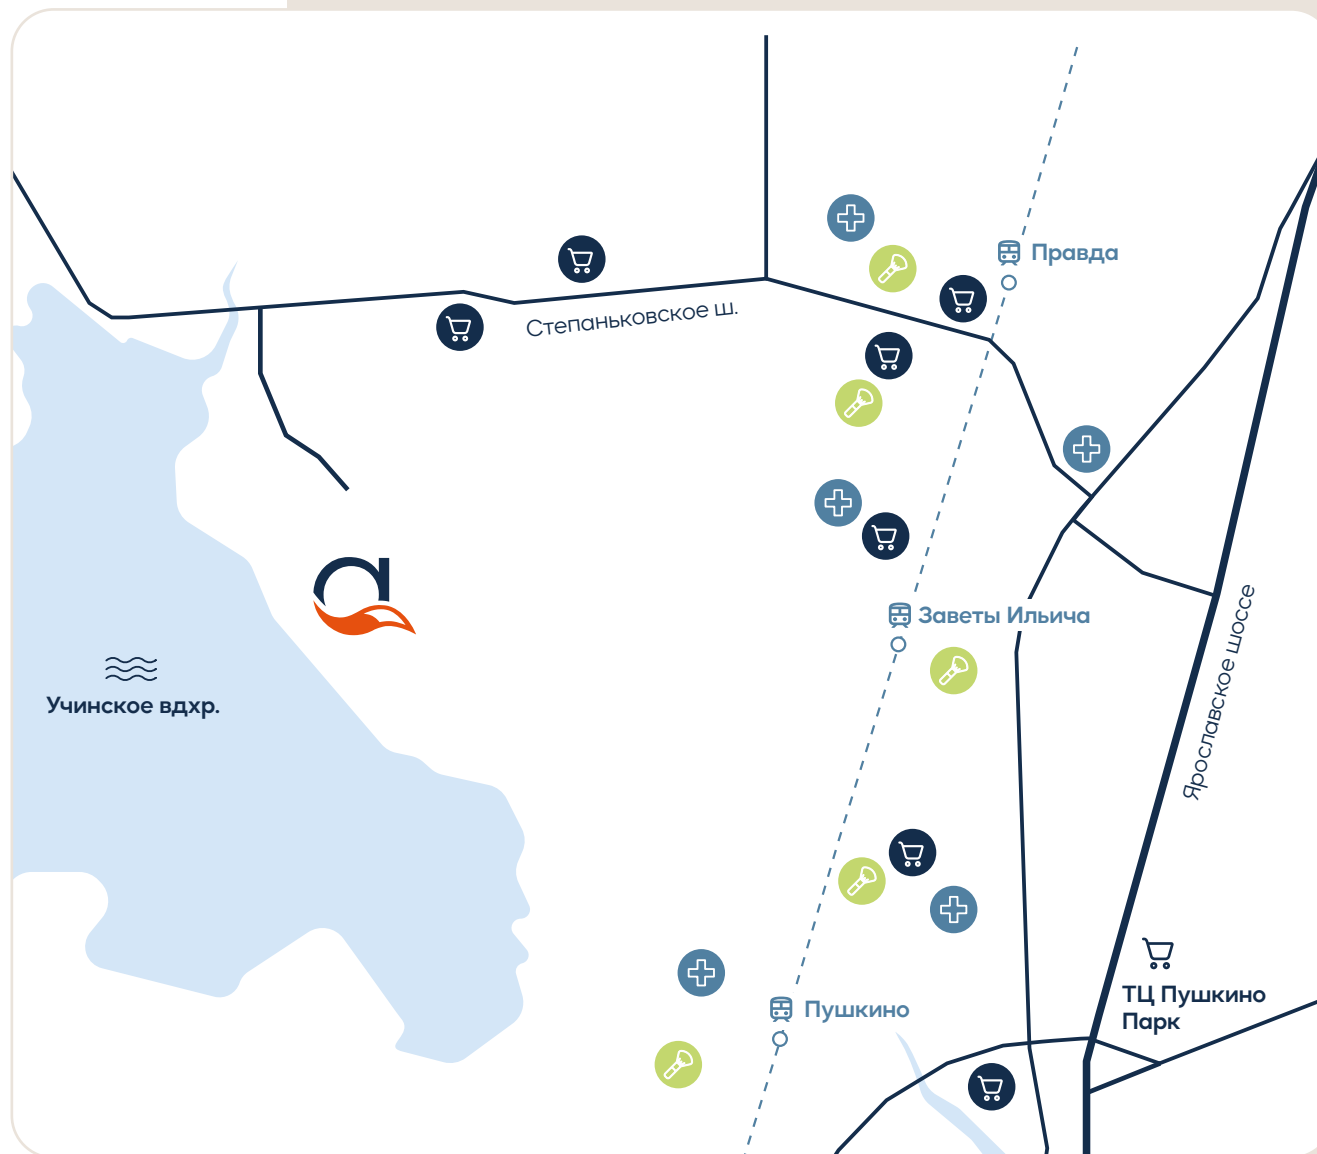 Правда
Степаньковское ш.
Заветы Ильича
Ярославское шоссе
Учинское вдхр.
ТЦ Пушкино
Парк
Пушкино